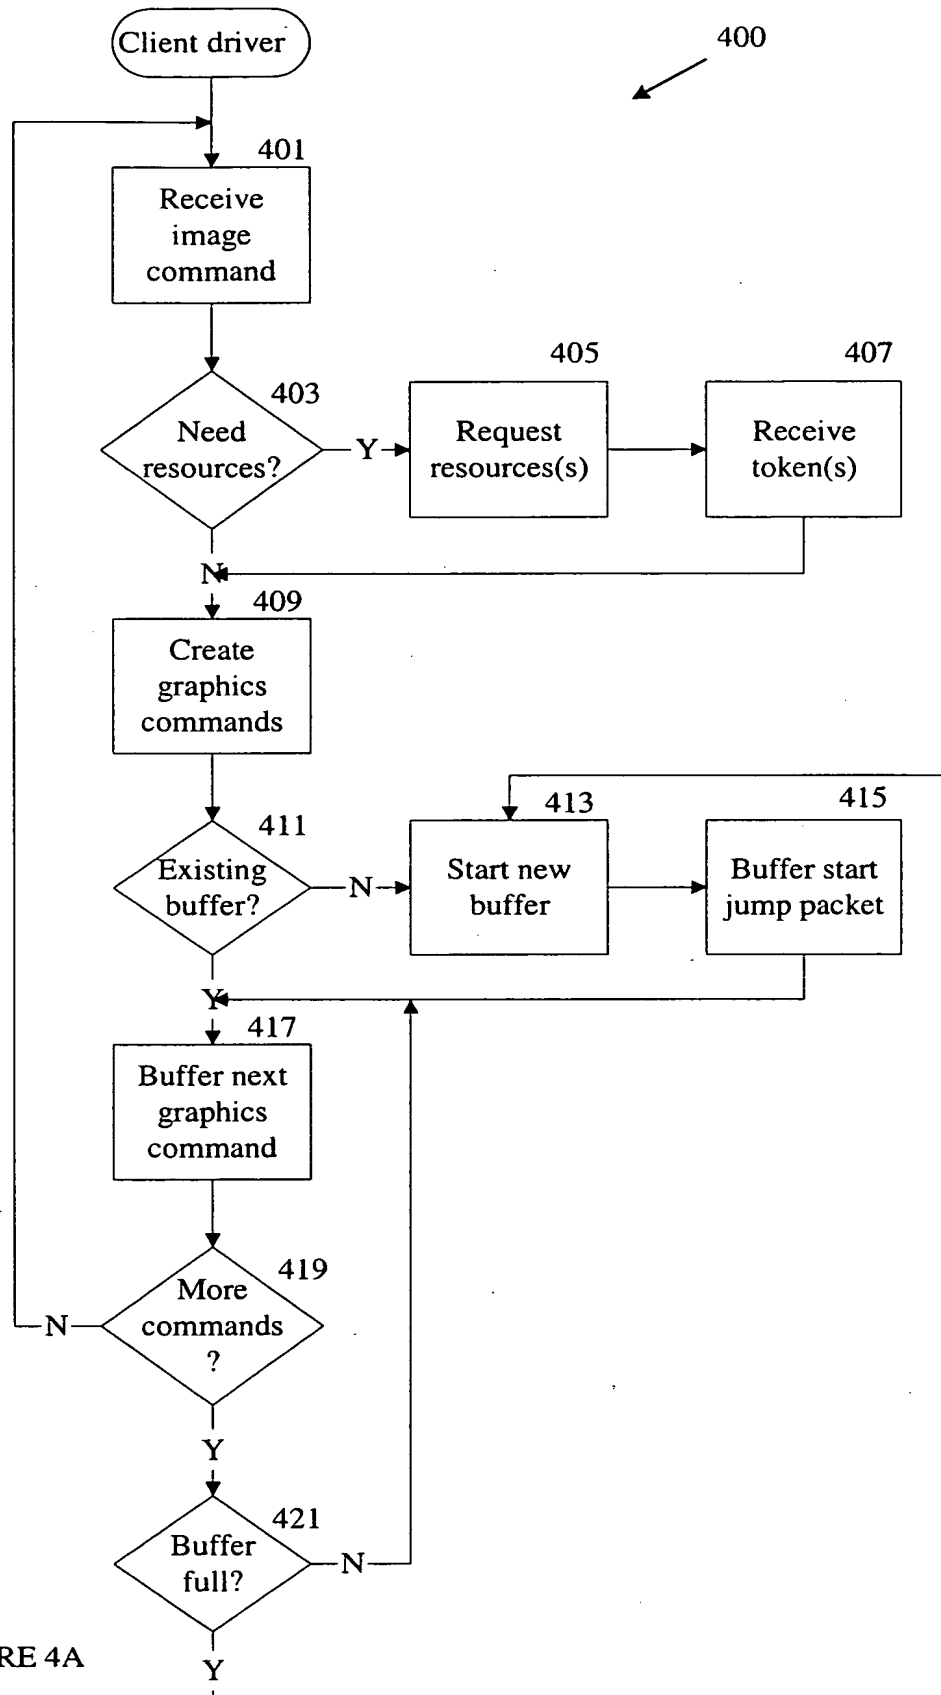 Client driver
400
401
Receive
image
command
403
Need
resources?
Y
405
Request
resources(s)
407
Receive
token(s)
N
409
Create
graphics
commands
411
Existing
buffer?
N
413
Start new
buffer
415
Buffer start
jump packet
Y
417
Buffer next
graphics
command
419
More
commands
?
N
Y
421
Buffer
full?
N
Y
RE 4A